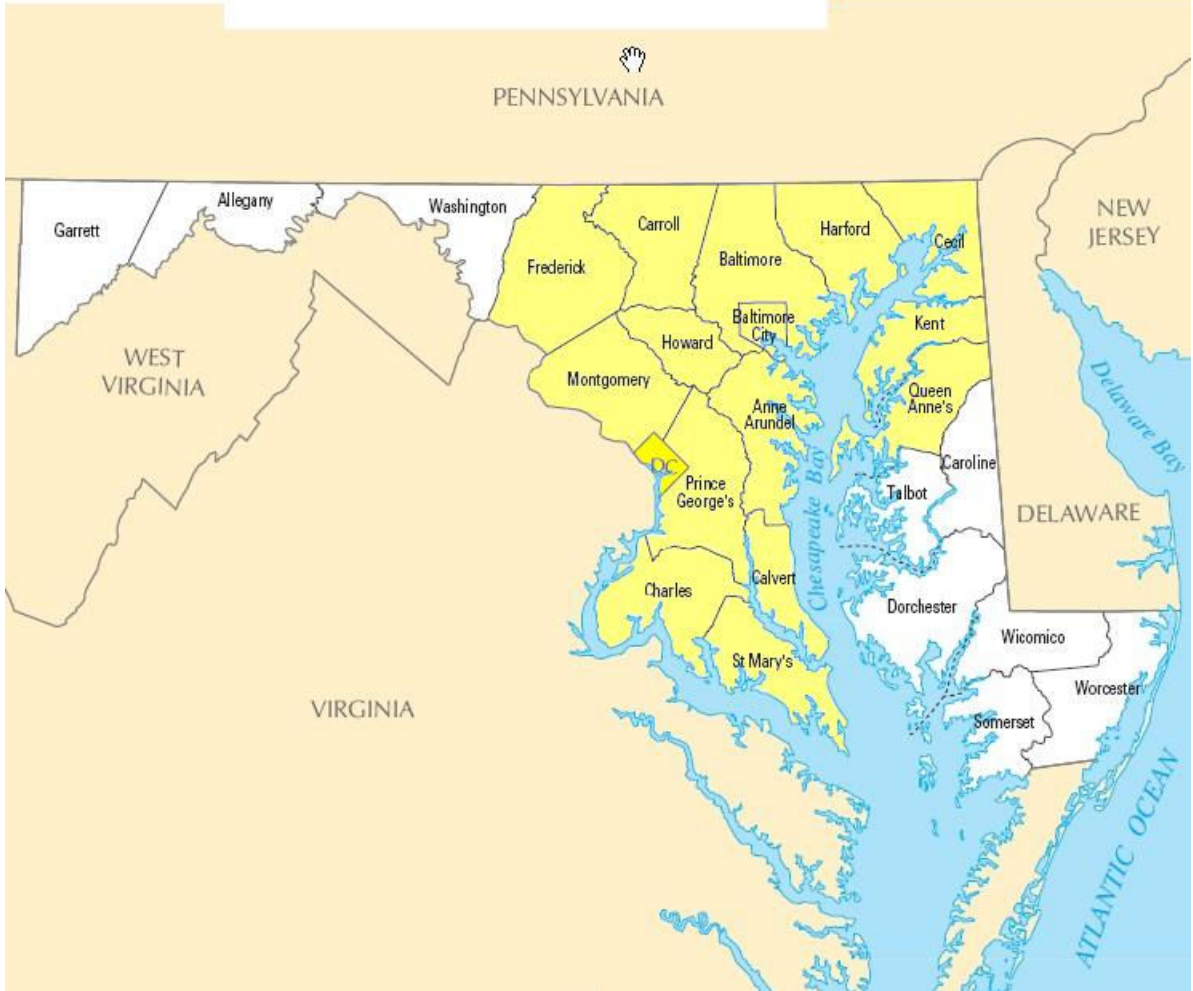 PENNSYLVANIA
NEW
JERSEY
Garrett
Allegany
Washington
Frederick
Carroll
Baltimore
Harford
Cecil
Baltimore
City
Kent
Howard
Montgomery
Queen
Anne's
Anne
Arundel
WEST
VIRGINIA
Delaware Bay
DC
Prince
George's
Chesapeake Bay
Talbot
Caroline
DELAWARE
Charles
Calvert
Dorchester
Wicomico
St Mary's
Worcester
Somerset
VIRGINIA
ATLANTIC OCEAN